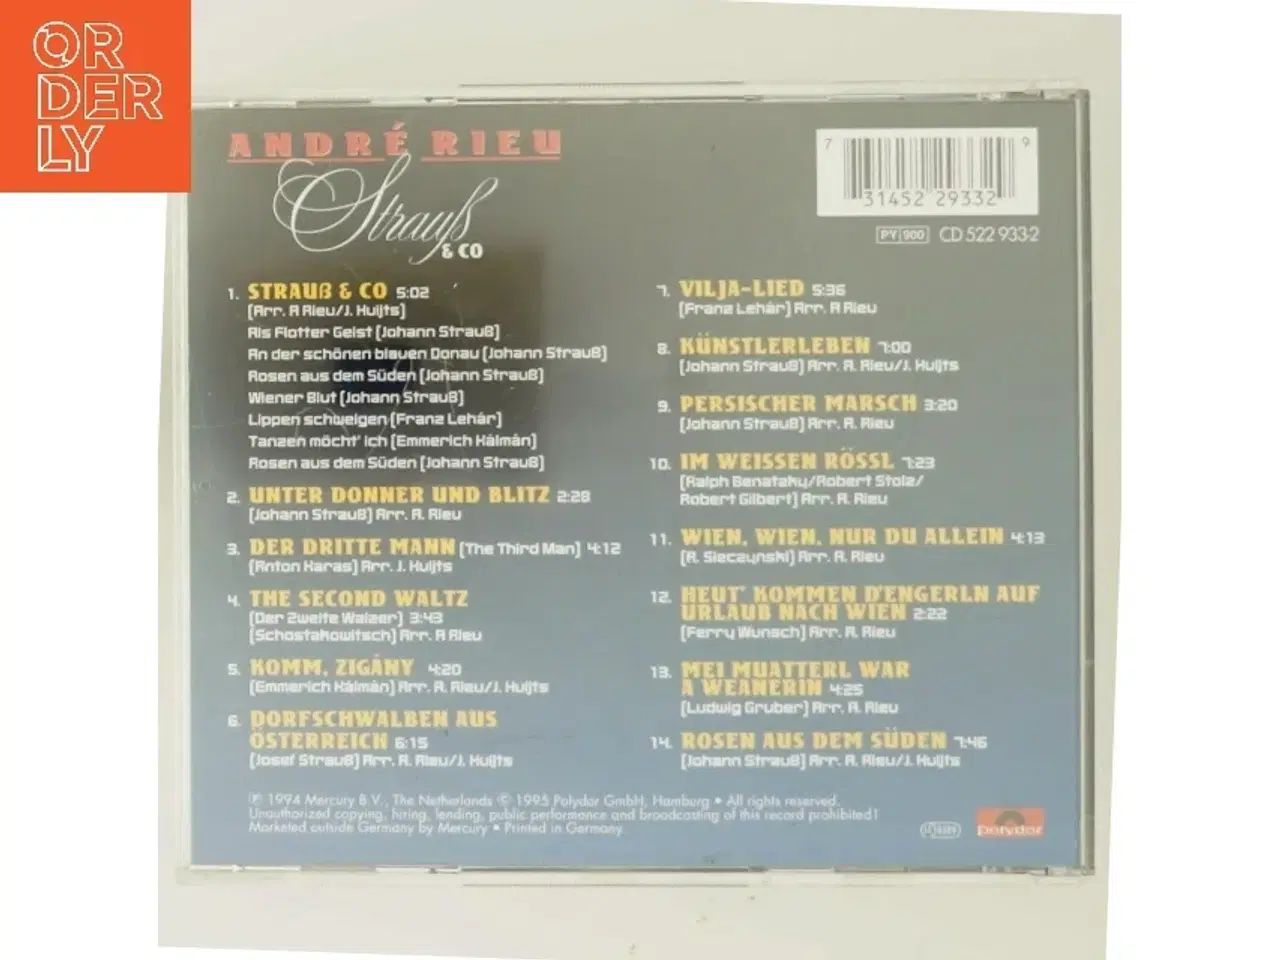 ORDERLY
ANDRÉ RIEU
Strauß
& CO
7 31452 29332 9
PY 900 CD 522 933-2
1. STRAUß & CO 5:02
(Arr. A Rieu/J. Huijts)
Als Flotter Geist (Johann Strauß)
An der schönen blauen Donau (Johann Strauß)
Rosen aus dem Süden (Johann Strauß)
Wiener Blut (Johann Strauß)
Lippen schweigen (Franz Lehár)
Tanzen möcht' ich (Emmerich Kálmán)
Rosen aus dem Süden (Johann Strauß)
2. UNTER DONNER UND BLITZ 2:28
(Johann Strauß) Arr. A. Rieu
3. DER DRITTE MANN (The Third Man) 4:12
(Anton Karas) Arr. J. Huijts
4. THE SECOND WALTZ
(Der Zweite Walzer) 3:43
(Schostakowitsch) Arr. A Rieu
5. KOMM, ZIGÁNY 4:20
(Emmerich Kálmán) Arr. A. Rieu/J. Huijts
6. DORFSCHWALBEN AUS
ÖSTERREICH 6:15
(Josef Strauß) Arr. A. Rieu/J. Huijts
7. VILJA-LIED 5:36
(Franz Lehár) Arr. A Rieu
8. KÜNSTLERLEBEN 7:00
(Johann Strauß) Arr. A. Rieu/J. Huijts
9. PERSISCHER MARSCH 3:20
(Johann Strauß) Arr. A. Rieu
10. IM WEISSEN RÖSSL 7:23
(Ralph Benatzky/Robert Stolz/
Robert Gilbert) Arr. A. Rieu
11. WIEN, WIEN, NUR DU ALLEIN 4:13
(R. Sieczynski) Arr. A. Rieu
12. HEUT' KOMMEN D'ENGERLN AUF
URLAUB NACH WIEN 2:22
(Ferry Wunsch) Arr. A. Rieu
13. MEI MUATTERL WAR
A WEANERIN 4:25
(Ludwig Gruber) Arr. A. Rieu
14. ROSEN AUS DEM SÜDEN 7:46
(Johann Strauß) Arr. A. Rieu/J. Huijts
℗ 1994 Mercury B.V., The Netherlands © 1995 Polydor GmbH, Hamburg • All rights reserved.
Unauthorized copying, hiring, lending, public performance and broadcasting of this record prohibited!
Marketed outside Germany by Mercury • Printed in Germany.
polydor